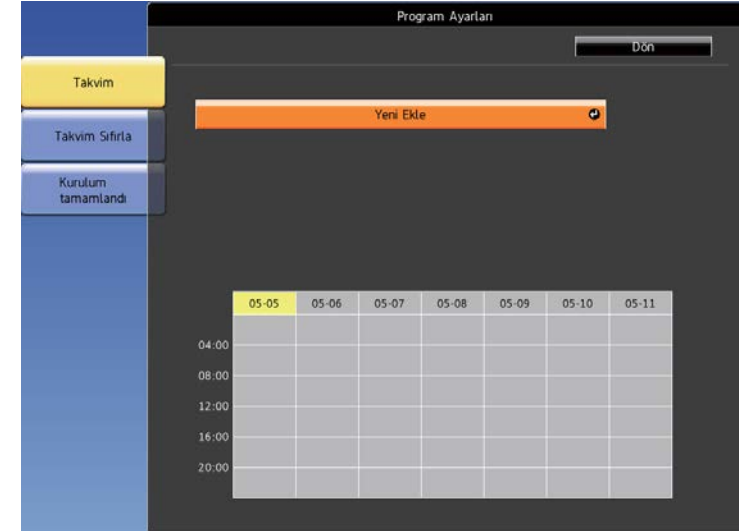 Program Ayarları
Dön
Takvim
Takvim Sıfırla
Kurulum
tamamlandı
Yeni Ekle
05-05 05-06 05-07 05-08 05-09 05-10 05-11
04:00
08:00
12:00
16:00
20:00